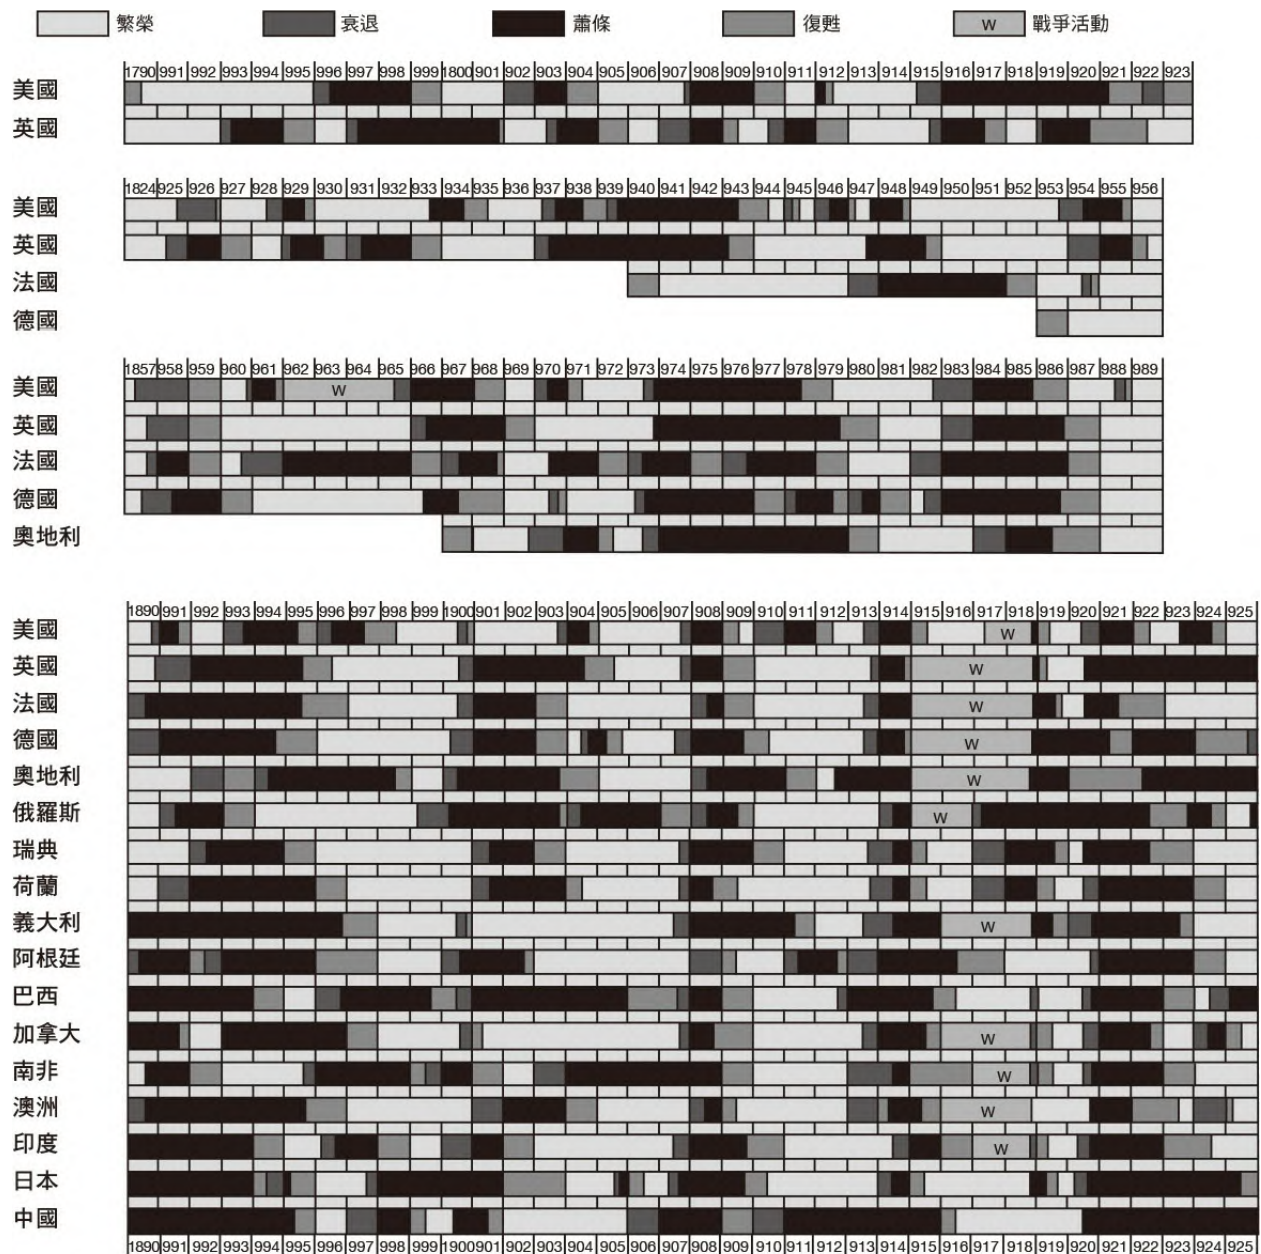 繁榮 衰退 蕭條 復甦 W 戰爭活動
1790 991 992 993 994 995 996 997 998 999 1800 901 902 903 904 905 906 907 908 909 910 911 912 913 914 915 916 917 918 919 920 921 922 923
美國
英國
1824 925 926 927 928 929 930 931 932 933 934 935 936 937 938 939 940 941 942 943 944 945 946 947 948 949 950 951 952 953 954 955 956
美國
英國
法國
德國
1857 958 959 960 961 962 963 964 965 966 967 968 969 970 971 972 973 974 975 976 977 978 979 980 981 982 983 984 985 986 987 988 989
美國 W
英國
法國
德國
奧地利
1890 991 992 993 994 995 996 997 998 999 1900 901 902 903 904 905 906 907 908 909 910 911 912 913 914 915 916 917 918 919 920 921 922 923 924 925
美國 W
英國 W
法國 W
德國 W
奧地利 W
俄羅斯 W
瑞典
荷蘭
義大利 W
阿根廷
巴西
加拿大 W
南非 W
澳洲 W
印度 W
日本
中國
1890 991 992 993 994 995 996 997 998 999 1900 901 902 903 904 905 906 907 908 909 910 911 912 913 914 915 916 917 918 919 920 921 922 923 924 925